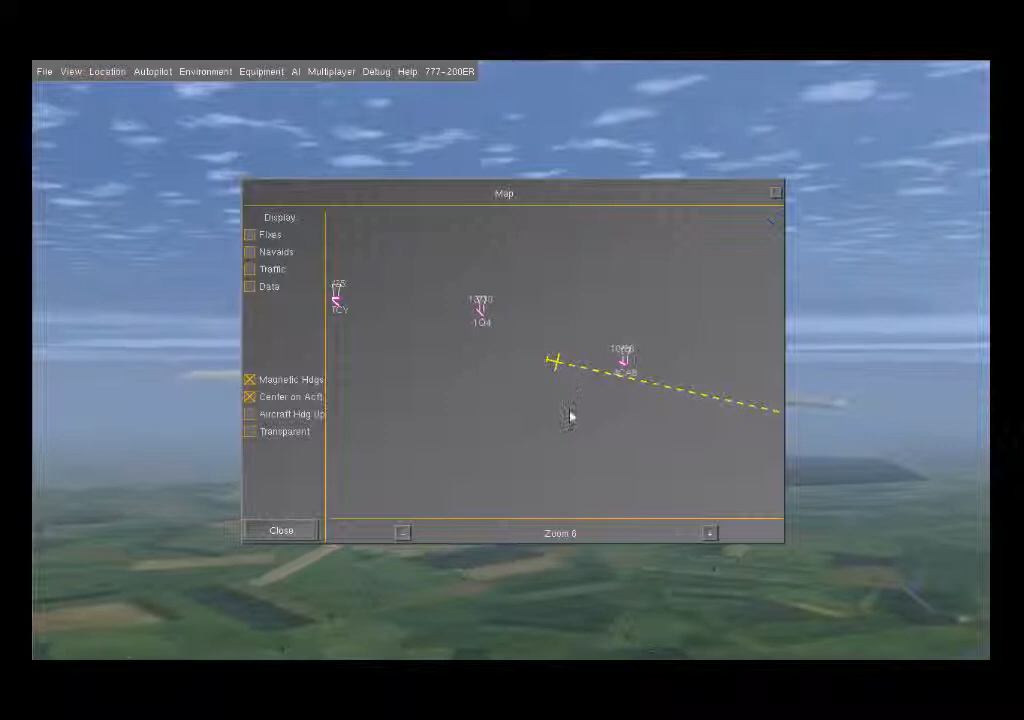 File View Location Autopilot Environment Equipment AI Multiplayer Debug Help 777-200ER
Map
Display
Fixes
Navaids
Traffic
Data
TCY
1O4
Magnetic Hdgs
Center on Acft
Aircraft Hdg Up
Transparent
Close
-
Zoom 6
+